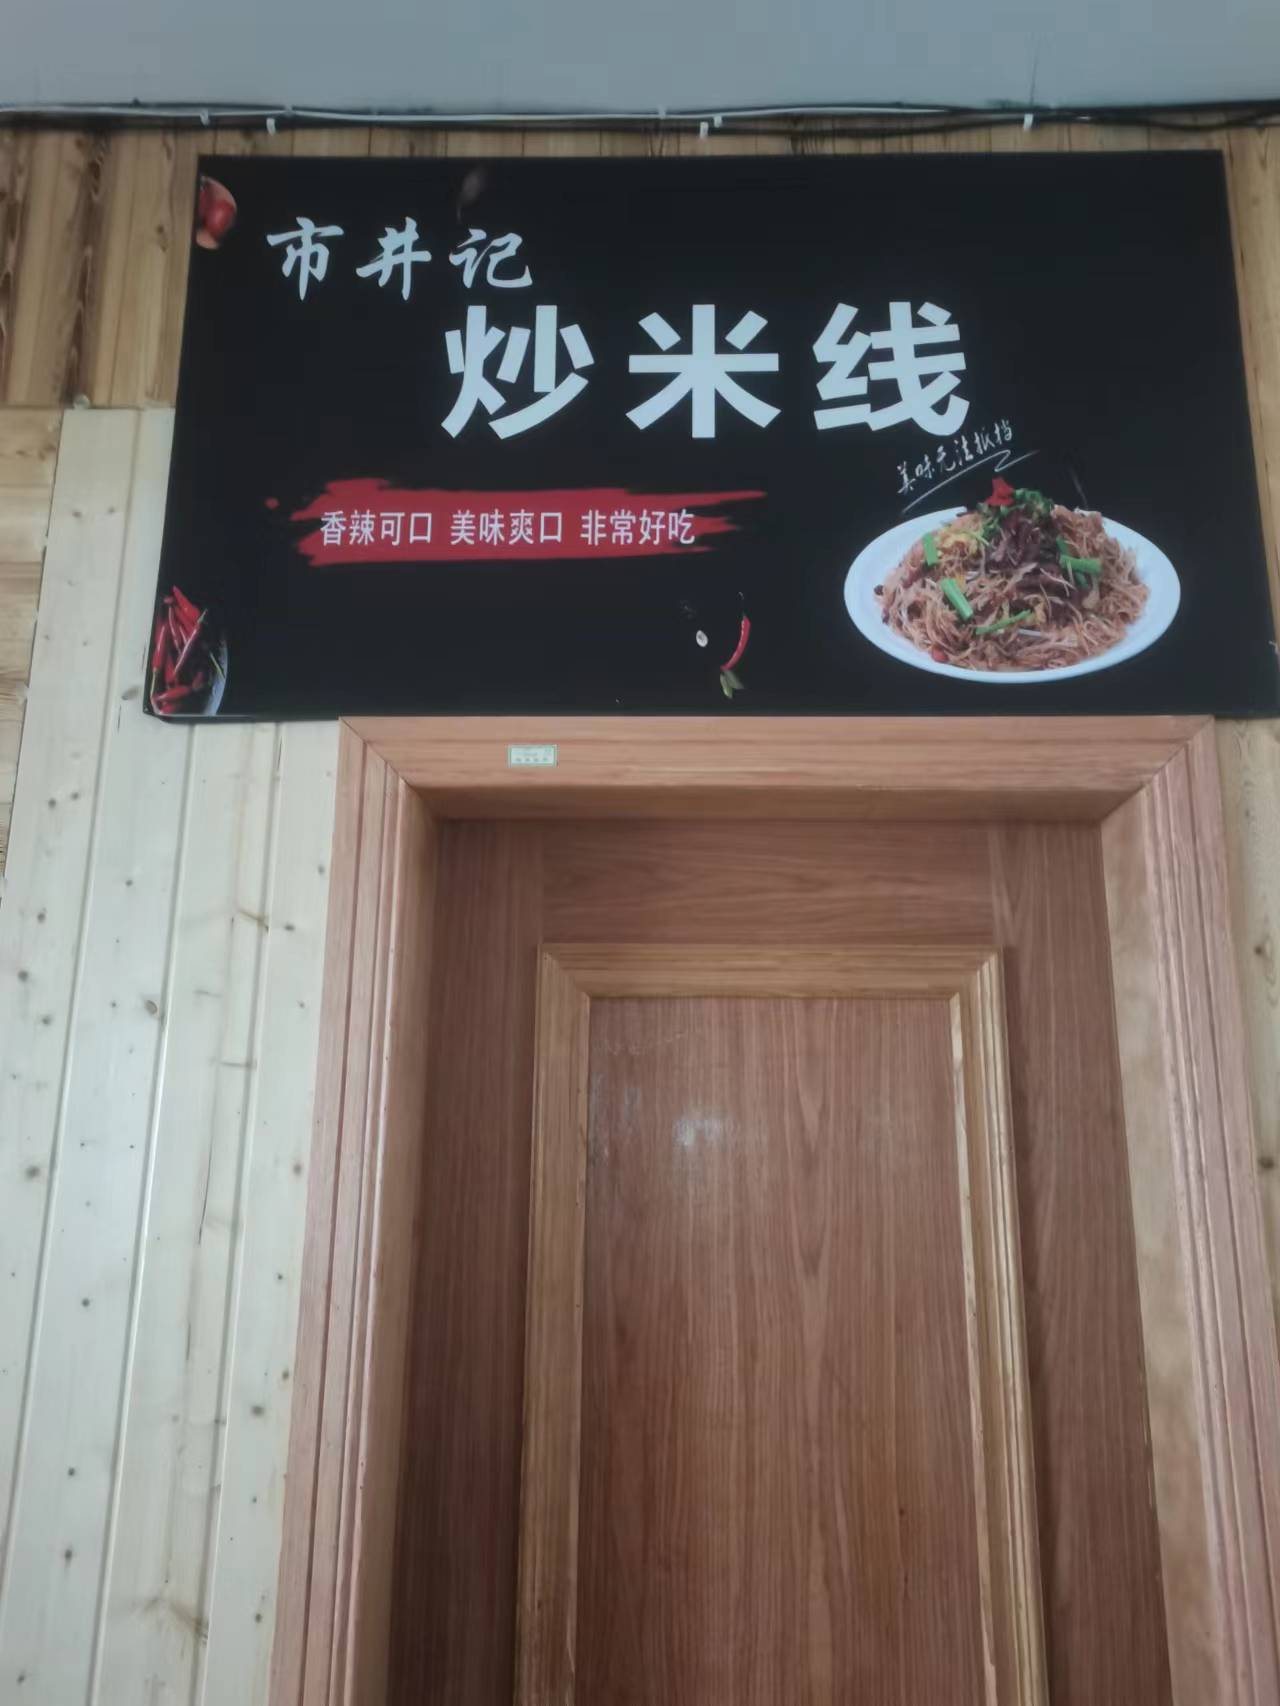 市井记
炒米线
美味无法抵挡
香辣可口 美味爽口 非常好吃